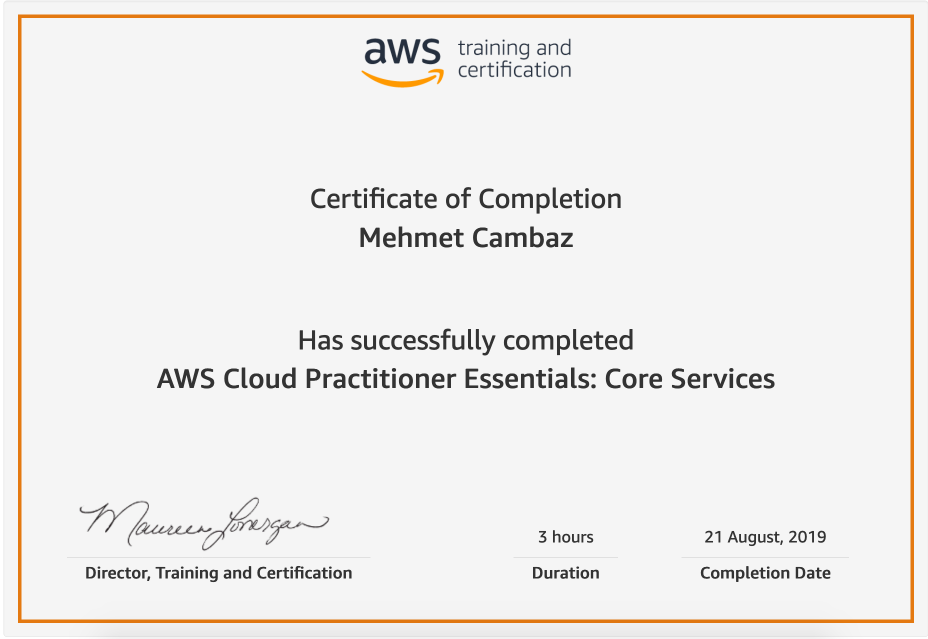 aws training and
certification
Certificate of Completion
Mehmet Cambaz
Has successfully completed
AWS Cloud Practitioner Essentials: Core Services
Maureen Lonergan
3 hours
21 August, 2019
Director, Training and Certification
Duration
Completion Date